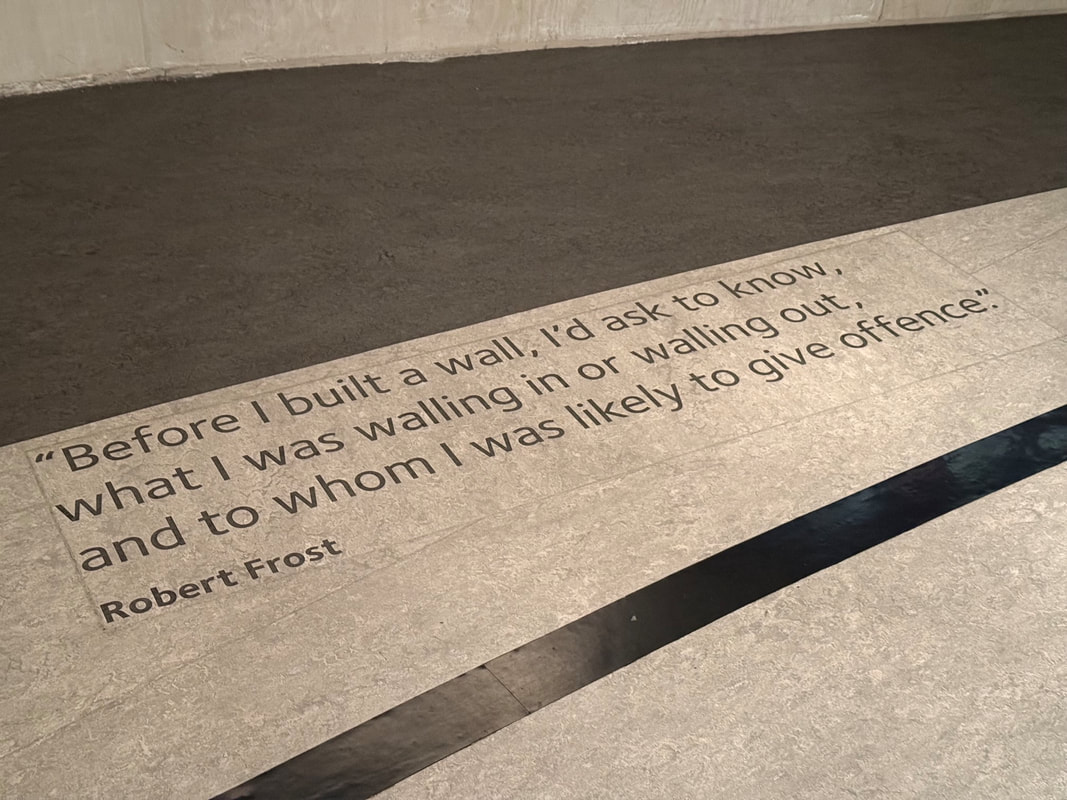 “Before I built a wall, I’d ask to know,
what I was walling in or walling out,
and to whom I was likely to give offence”.
Robert Frost